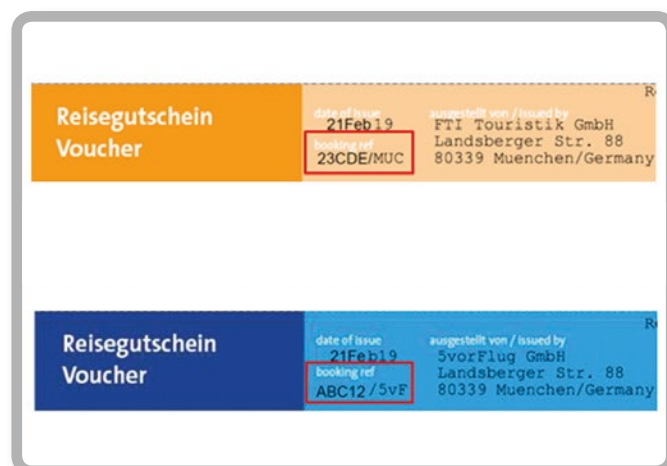 R
Reisegutschein
Voucher
date of issue
21Feb19
booking ref
23CDE/MUC
ausgestellt von / issued by
FTI Touristik GmbH
Landsberger Str. 88
80339 Muenchen/Germany
R
Reisegutschein
Voucher
date of issue
21Feb19
booking ref
ABC12/5vF
ausgestellt von / issued by
5vorFlug GmbH
Landsberger Str. 88
80339 Muenchen/Germany